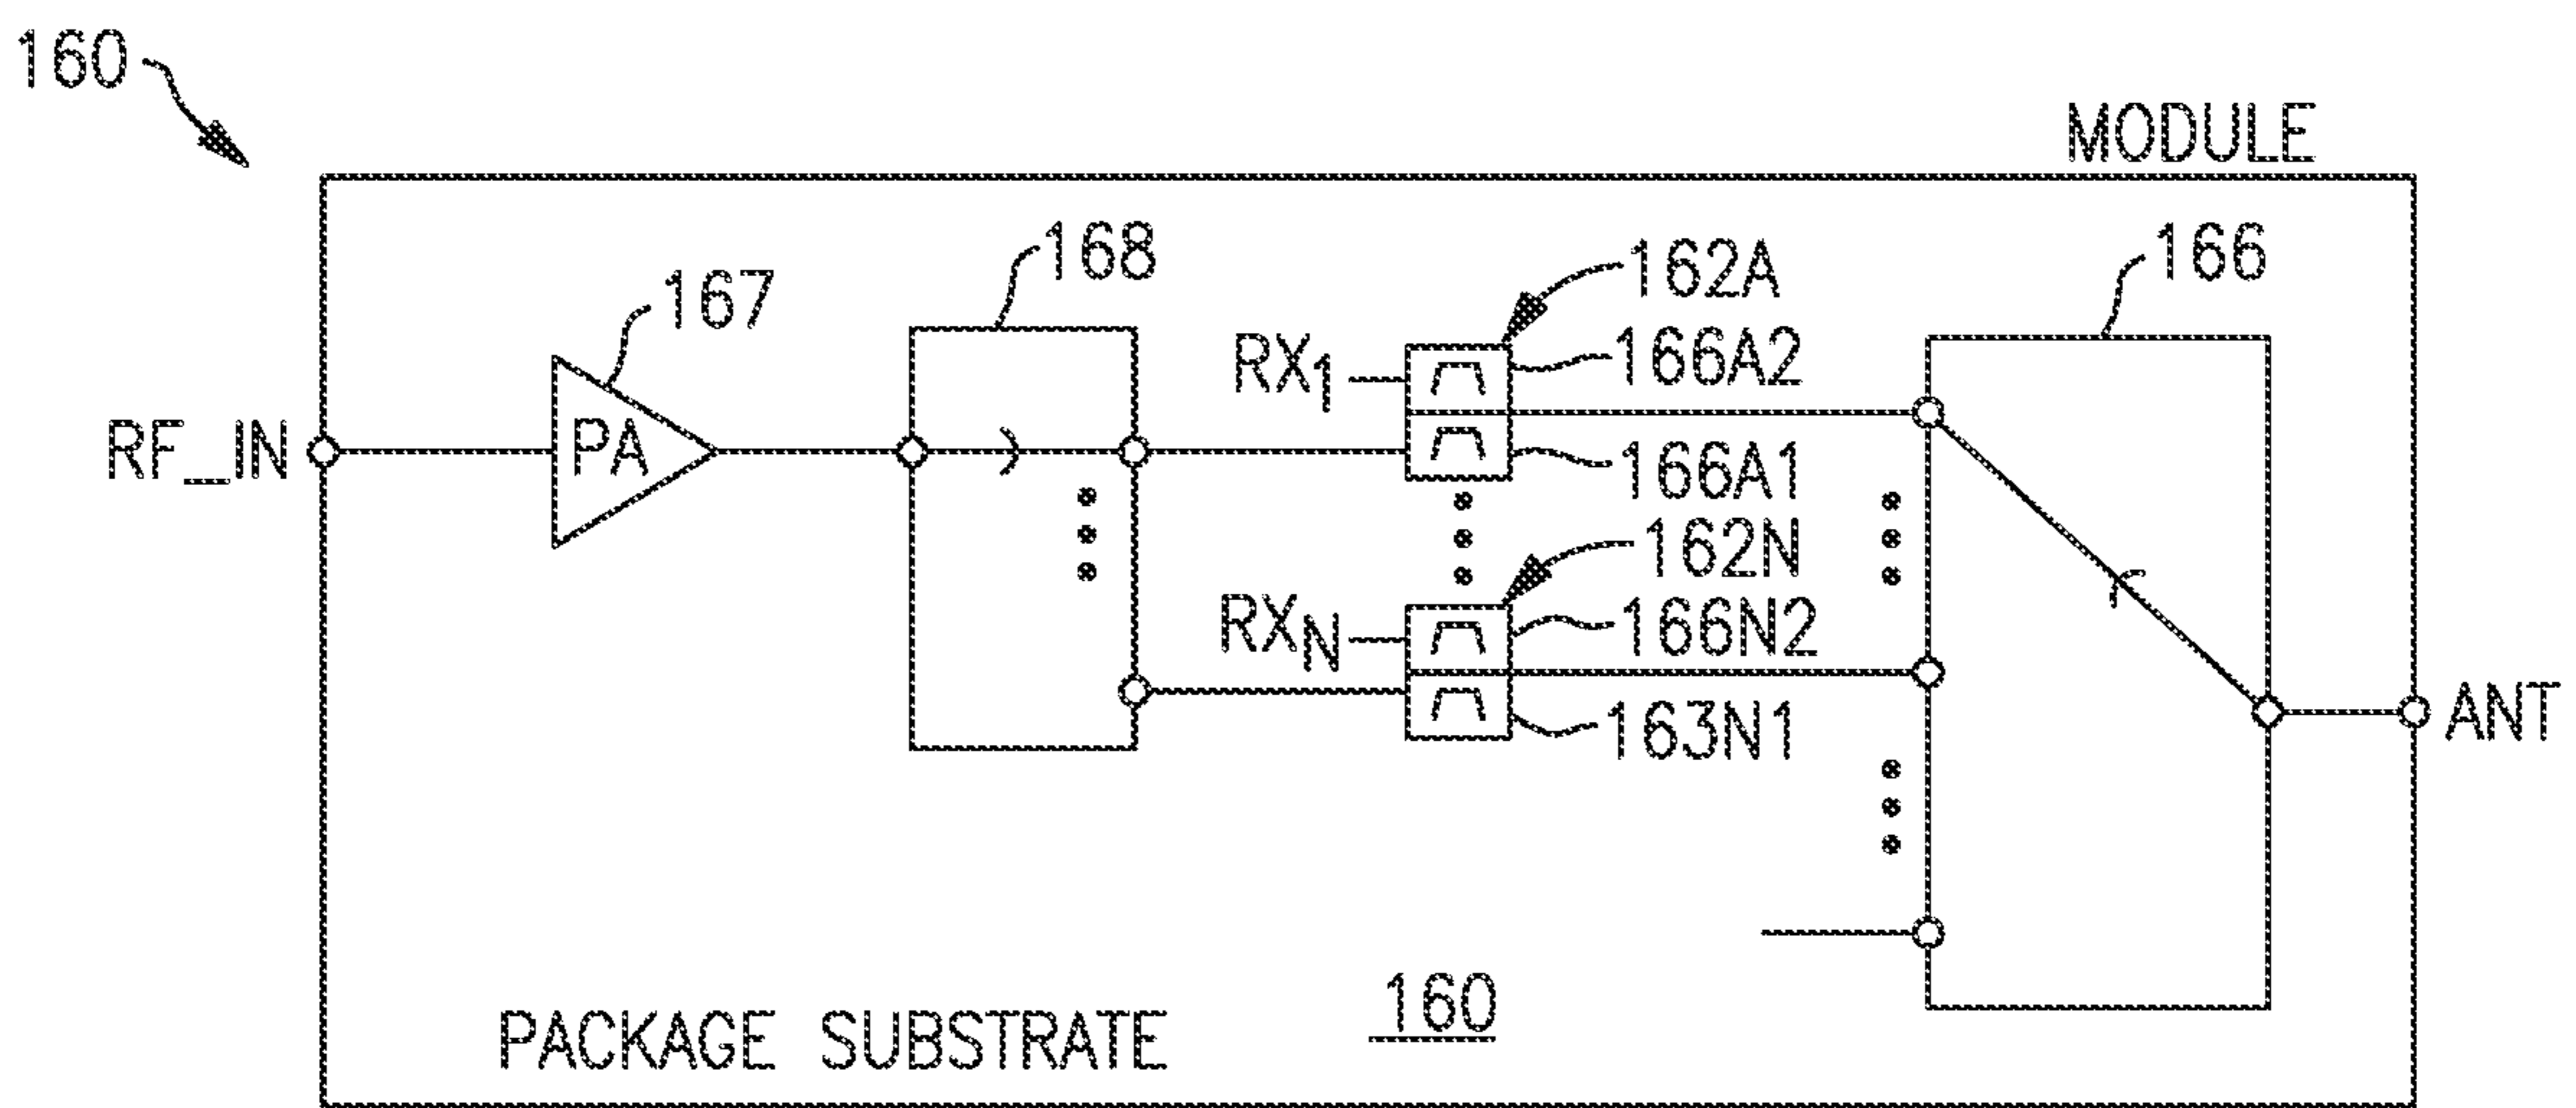 160
MODULE
167
168
162A
166
RX1
166A2
RF_IN
PA
166A1
162N
RXN
166N2
163N1
ANT
160
PACKAGE SUBSTRATE